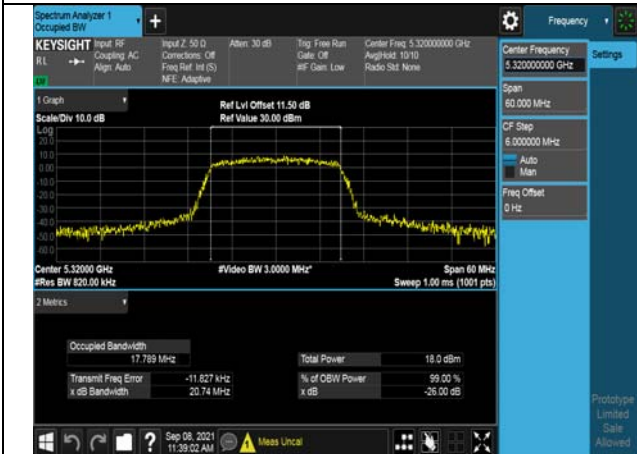 Spectrum Analyzer 1
Occupied BW
+
Frequency
KEYSIGHT
RL
Input: RF
Coupling: AC
Align: Auto
Input Z: 50 Ω
Corrections: Off
Freq Ref: Int (S)
NFE: Adaptive
Atten: 30 dB
Trig: Free Run
Gate: Off
#IF Gain: Low
Center Freq: 5.320000000 GHz
Avg|Hold: 10/10
Radio Std: None
Center Frequency
5.320000000 GHz
Settings
Span
60.000 MHz
CF Step
6.000000 MHz
Auto
Man
Freq Offset
0 Hz
1 Graph
Scale/Div 10.0 dB
Ref Lvl Offset 11.50 dB
Ref Value 30.00 dBm
Log
20.0
10.0
0.00
-10.0
-20.0
-30.0
-40.0
-50.0
-60.0
Center 5.32000 GHz
#Res BW 820.00 kHz
#Video BW 3.0000 MHz*
Span 60 MHz
Sweep 1.00 ms (1001 pts)
2 Metrics
Occupied Bandwidth
17.789 MHz
Total Power
18.0 dBm
Transmit Freq Error
-11.827 kHz
% of OBW Power
99.00 %
x dB Bandwidth
20.74 MHz
x dB
-26.00 dB
Prototype
Limited
Sale
Allowed
?
Sep 08, 2021
11:39:02 AM
Meas Uncal